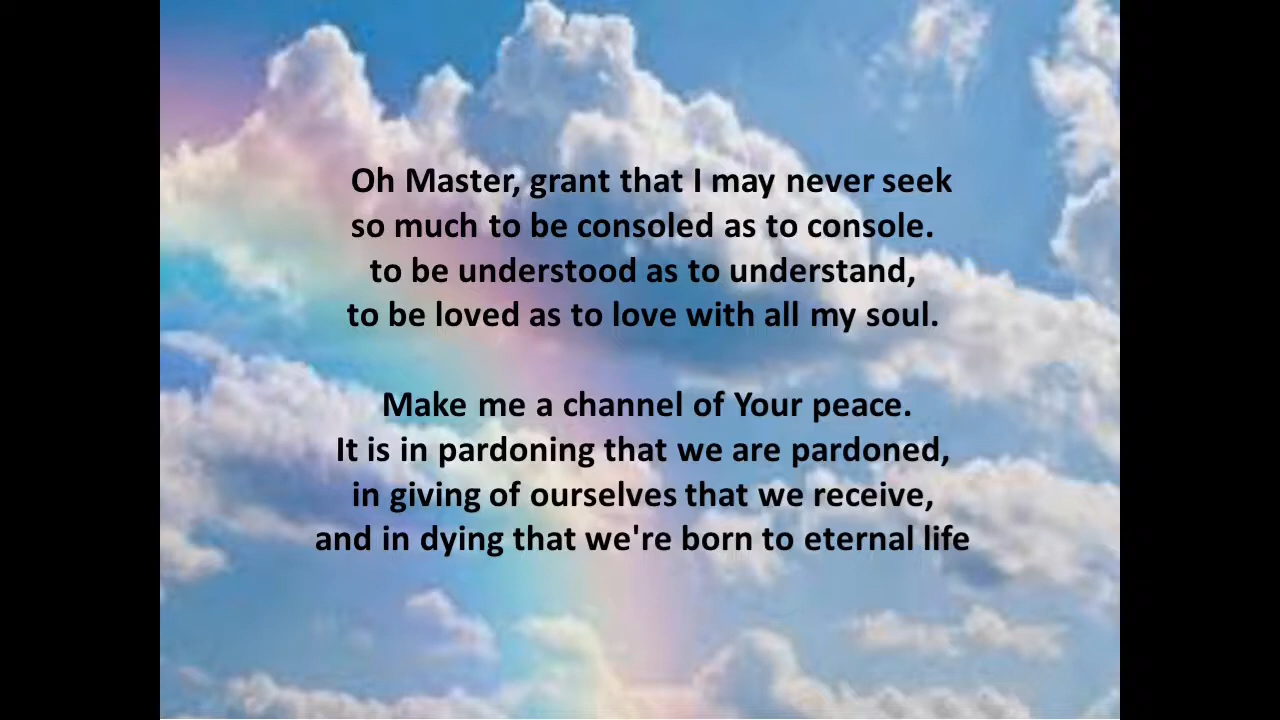 Oh Master, grant that I may never seek
so much to be consoled as to console.
to be understood as to understand,
to be loved as to love with all my soul.
Make me a channel of Your peace.
It is in pardoning that we are pardoned,
in giving of ourselves that we receive,
and in dying that we're born to eternal life